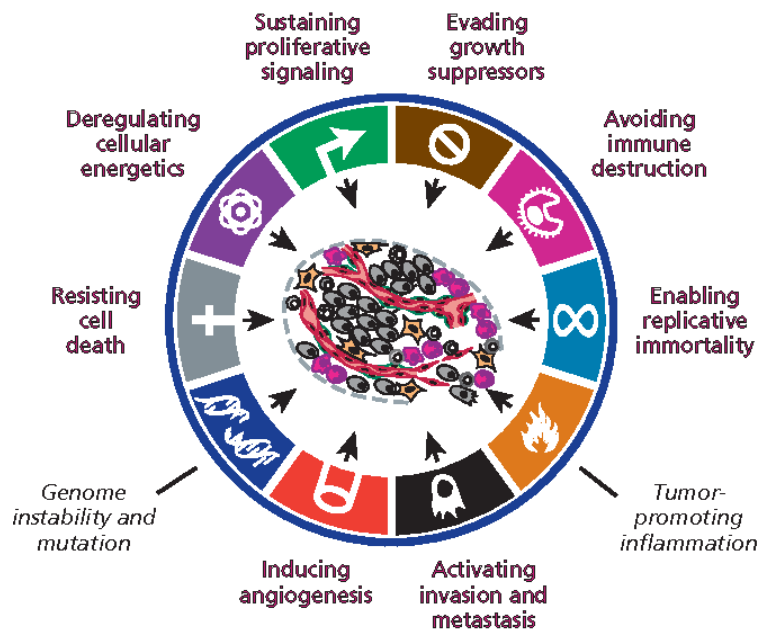 Sustaining
proliferative
signaling
Evading
growth
suppressors
Deregulating
cellular
energetics
Avoiding
immune
destruction
Resisting
cell
death
Enabling
replicative
immortality
Genome
instability and
mutation
Tumor-
promoting
inflammation
Inducing
angiogenesis
Activating
invasion and
metastasis